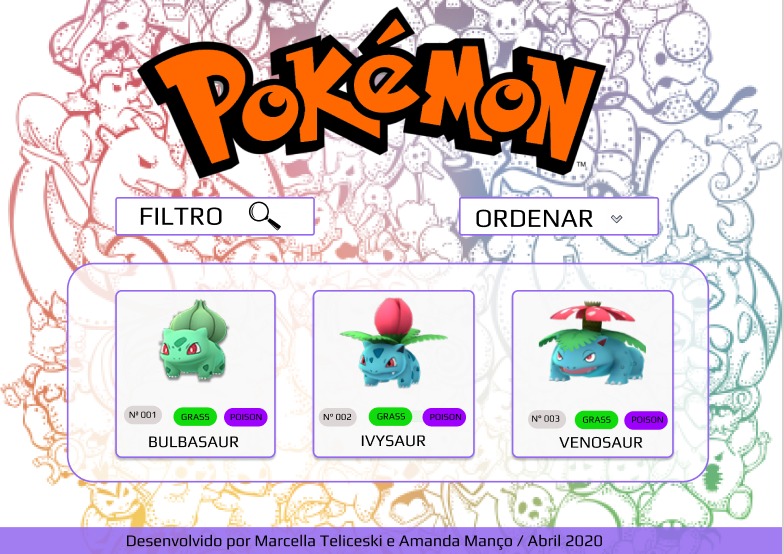 POKéMON
™
FILTRO
ORDENAR
Nº 001 GRASS POISON
BULBASAUR
Nº 002 GRASS POISON
IVYSAUR
Nº 003 GRASS POISON
VENOSAUR
Desenvolvido por Marcella Teliceski e Amanda Manço / Abril 2020